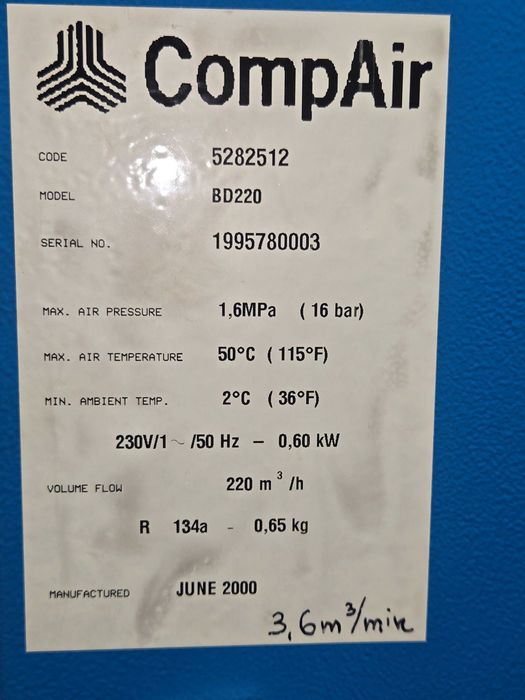 CompAir
CODE 5282512
MODEL BD220
SERIAL NO. 1995780003
MAX. AIR PRESSURE 1,6MPa ( 16 bar)
MAX. AIR TEMPERATURE 50°C ( 115°F)
MIN. AMBIENT TEMP. 2°C ( 36°F)
230V/1 ~ /50 Hz – 0,60 kW
VOLUME FLOW 220 m³ /h
R 134a - 0,65 kg
MANUFACTURED JUNE 2000
3,6m³/min